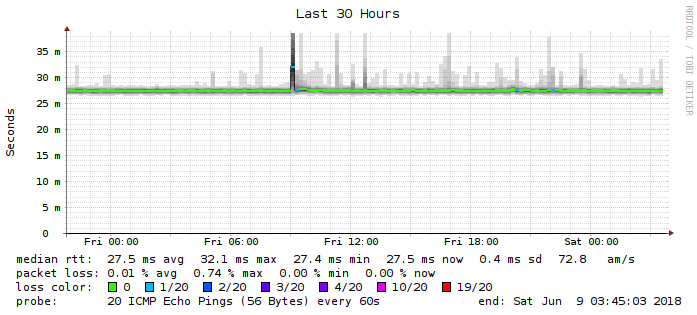 Last 30 Hours
RRDTOOL / TOBI OETIKER
Seconds
35 m
30 m
25 m
20 m
15 m
10 m
5 m
0
Fri 00:00 Fri 06:00 Fri 12:00 Fri 18:00 Sat 00:00
median rtt: 27.5 ms avg 32.1 ms max 27.4 ms min 27.5 ms now 0.4 ms sd 72.8 am/s
packet loss: 0.01 % avg 0.74 % max 0.00 % min 0.00 % now
loss color: 0 1/20 2/20 3/20 4/20 10/20 19/20
probe: 20 ICMP Echo Pings (56 Bytes) every 60s end: Sat Jun 9 03:45:03 2018